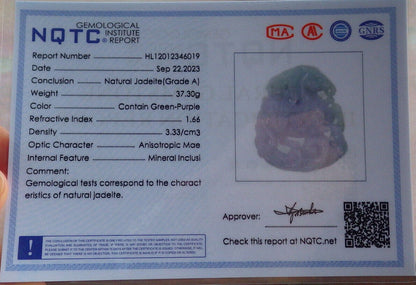 NQTC
®
GEMOLOGICAL
INSTITUTE
REPORT
MA
GNRS
Report Number HL12012346019
Date Sep 22,2023
Conclusion Natural Jadeite(Grade A)
Weight 37.30g
Color Contain Green-Purple
Refractive Index 1.66
Density 3.33/cm3
Optic Character Anisotropic Mae
Internal Feature Mineral Inclusi
Comment:
Gemological tests correspond to the charact
eristics of natural jadelte.
Approver:
Check this report at NQTC.net
!